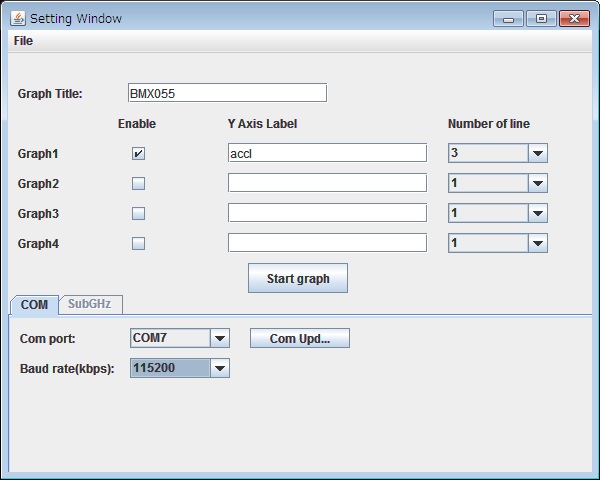 Setting Window
File
Graph Title: BMX055
Enable Y Axis Label Number of line
Graph1 accl 3
Graph2 1
Graph3 1
Graph4 1
Start graph
COM SubGHz
Com port: COM7 Com Upd...
Baud rate(kbps): 115200